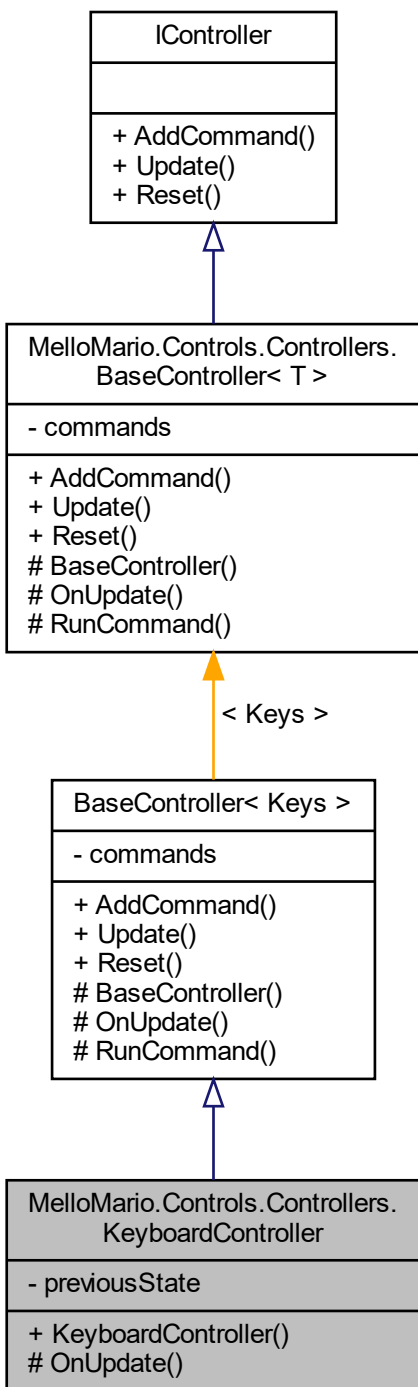 IController
+ AddCommand()
+ Update()
+ Reset()
MelloMario.Controls.Controllers.
BaseController< T >
- commands
+ AddCommand()
+ Update()
+ Reset()
# BaseController()
# OnUpdate()
# RunCommand()
< Keys >
BaseController< Keys >
- commands
+ AddCommand()
+ Update()
+ Reset()
# BaseController()
# OnUpdate()
# RunCommand()
MelloMario.Controls.Controllers.
KeyboardController
- previousState
+ KeyboardController()
# OnUpdate()